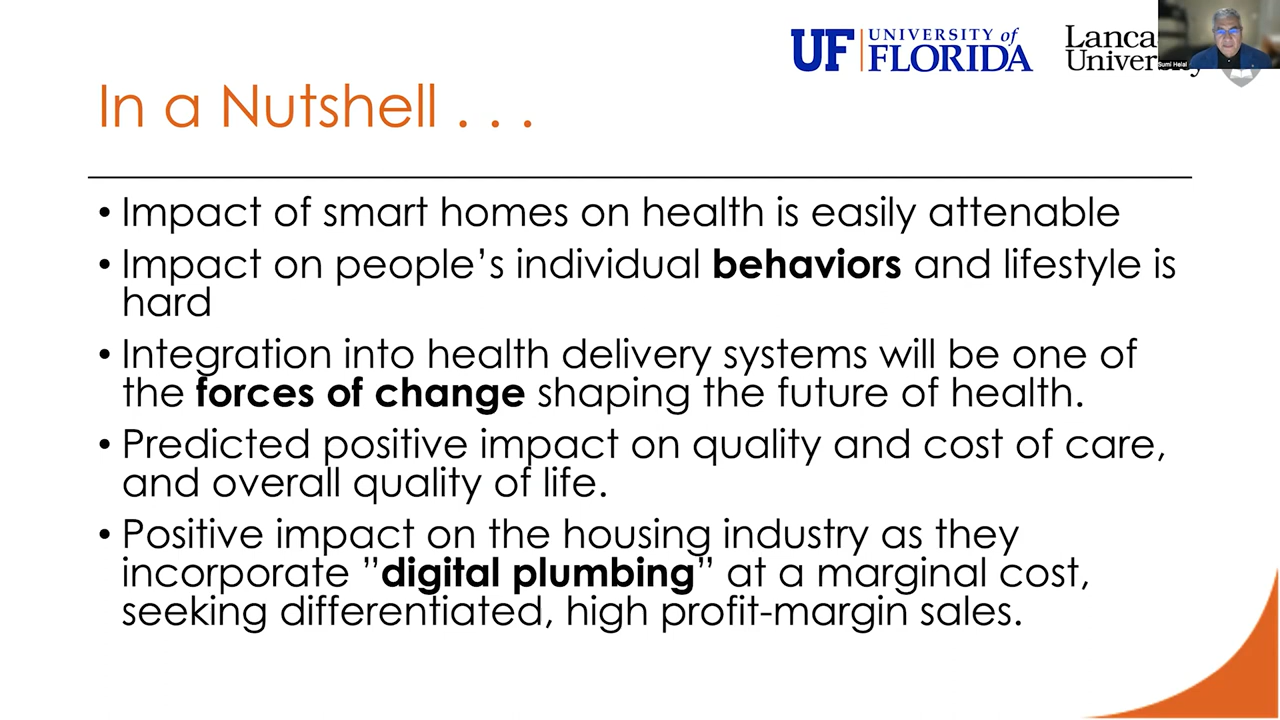 UF UNIVERSITY of
FLORIDA
Lanca
University
Sumi Helal
In a Nutshell . . .
• Impact of smart homes on health is easily attenable
• Impact on people’s individual behaviors and lifestyle is
hard
• Integration into health delivery systems will be one of
the forces of change shaping the future of health.
• Predicted positive impact on quality and cost of care,
and overall quality of life.
• Positive impact on the housing industry as they
incorporate ”digital plumbing” at a marginal cost,
seeking differentiated, high profit-margin sales.